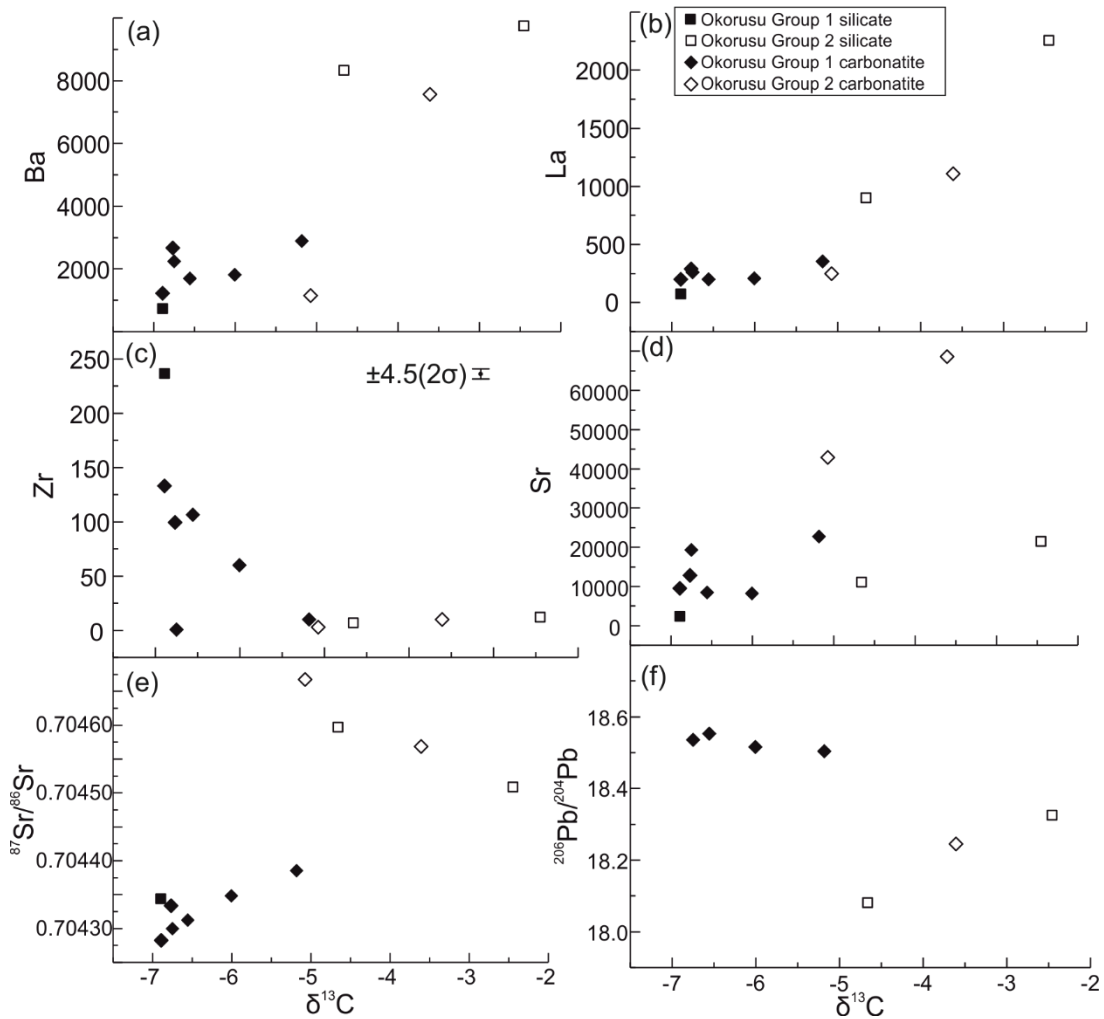 (a)
Ba
8000
6000
4000
2000
(b)
■ Okorusu Group 1 silicate
□ Okorusu Group 2 silicate
◆ Okorusu Group 1 carbonatite
◇ Okorusu Group 2 carbonatite
La
2000
2250
1500
1000
500
0
(c)
±4.5(2σ)
Zr
250
200
150
100
50
0
(d)
Sr
60000
50000
40000
30000
20000
10000
0
(e)
⁸⁷Sr/⁸⁶Sr
0.70460
0.70450
0.70440
0.70430
-7 -6 -5 -4 -3 -2
δ¹³C
(f)
²⁰⁶Pb/²⁰⁴Pb
18.6
18.4
18.2
18.0
-7 -6 -5 -4 -3 -2
δ¹³C